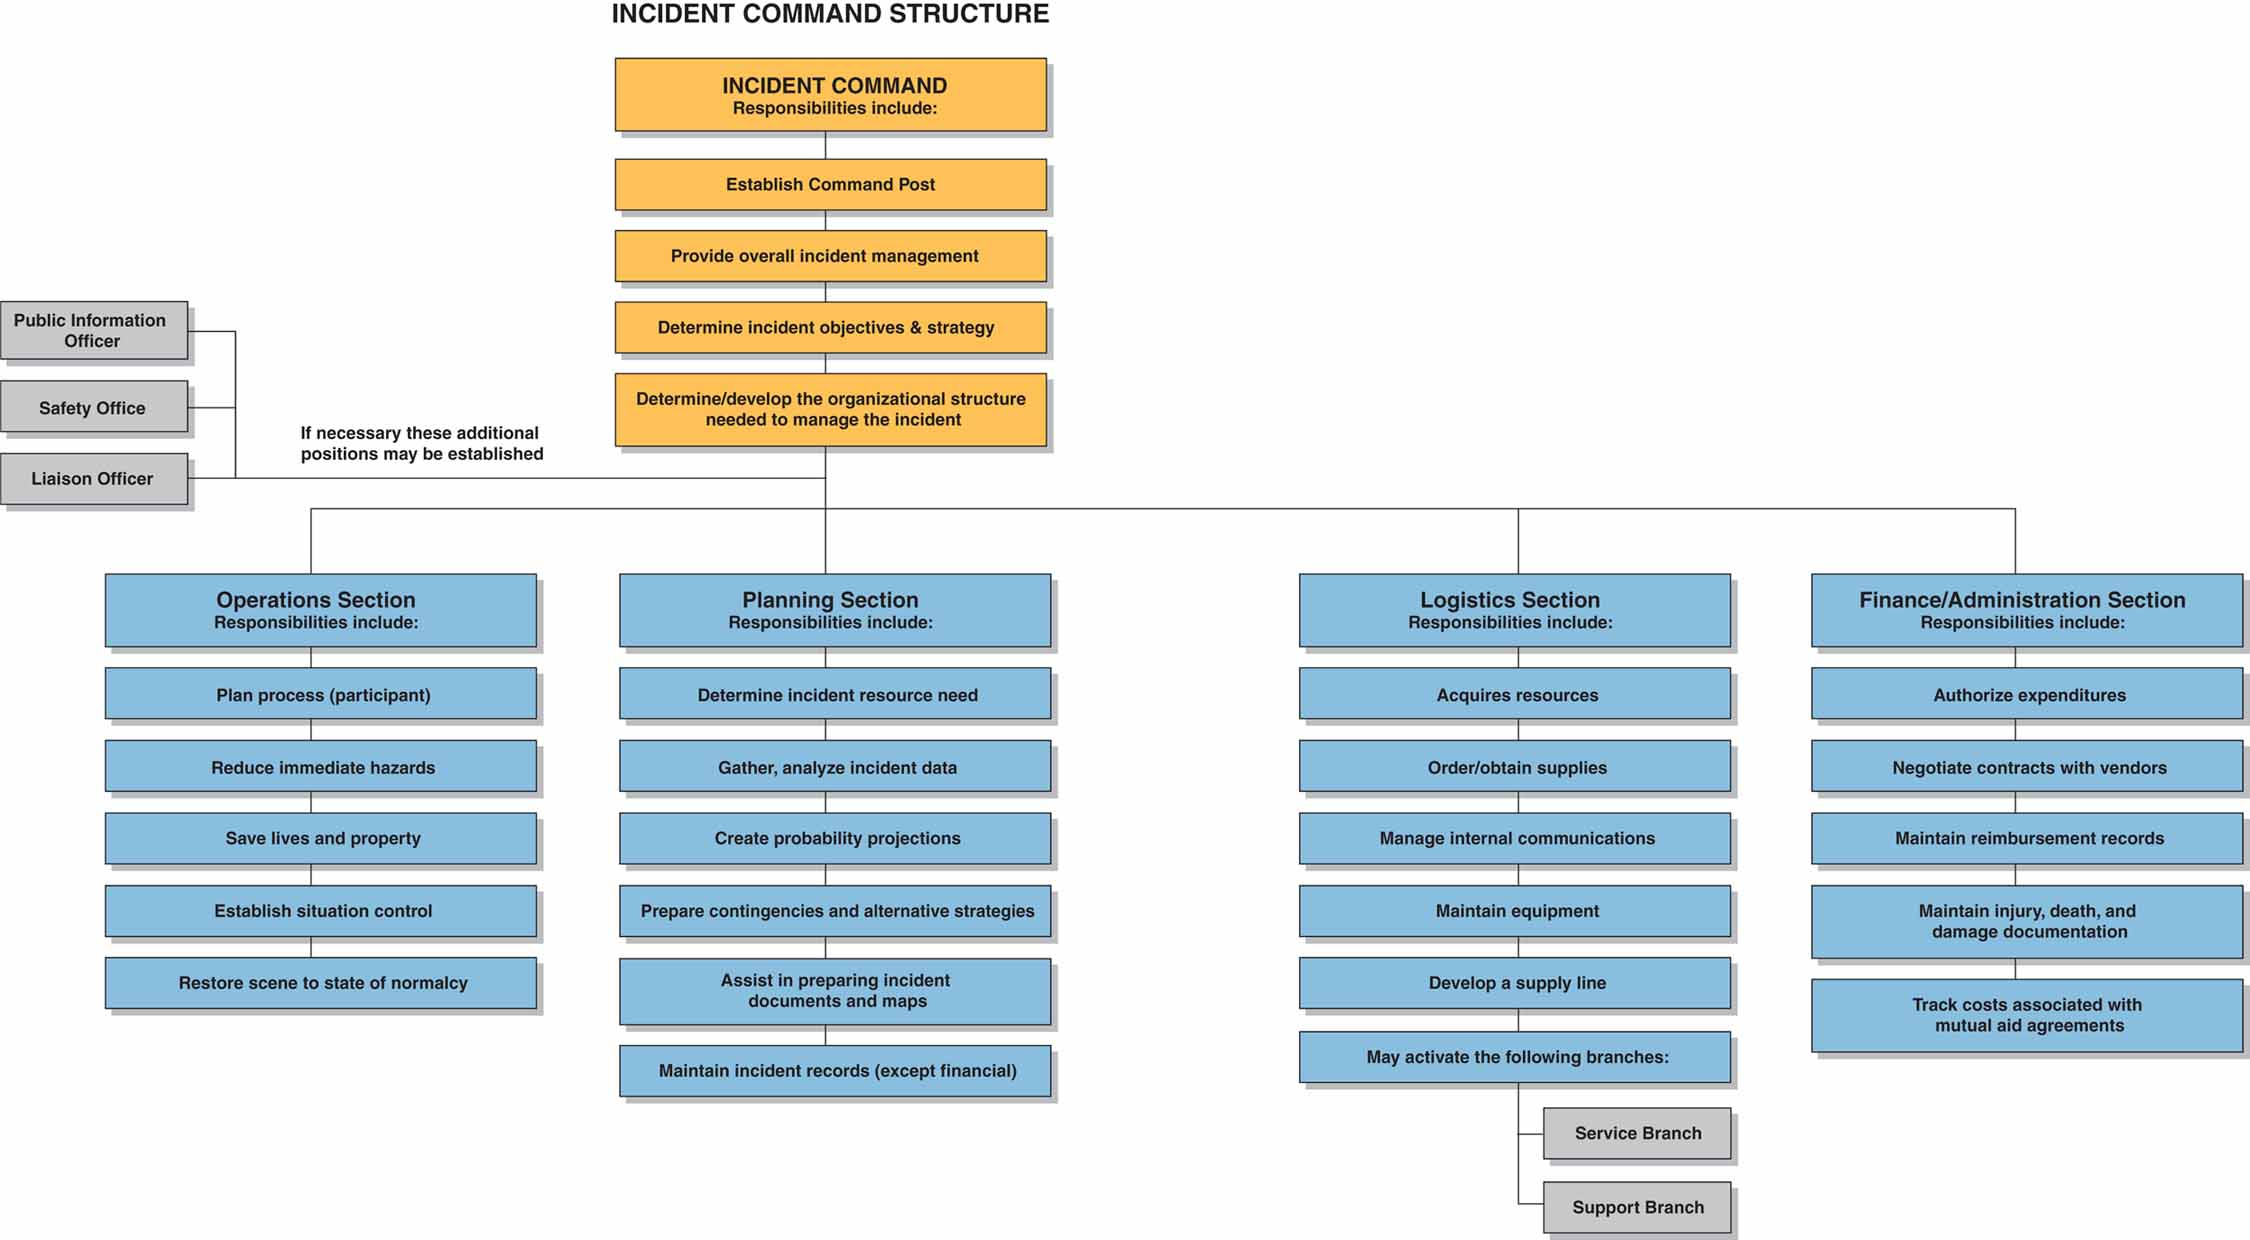 INCIDENT COMMAND STRUCTURE
INCIDENT COMMAND
Responsibilities include:
Establish Command Post
Provide overall incident management
Determine incident objectives & strategy
Determine/develop the organizational structure
needed to manage the incident
Public Information
Officer
Safety Office
Liaison Officer
If necessary these additional
positions may be established
Operations Section
Responsibilities include:
Plan process (participant)
Reduce immediate hazards
Save lives and property
Establish situation control
Restore scene to state of normalcy
Planning Section
Responsibilities include:
Determine incident resource need
Gather, analyze incident data
Create probability projections
Prepare contingencies and alternative strategies
Assist in preparing incident
documents and maps
Maintain incident records (except financial)
Logistics Section
Responsibilities include:
Acquires resources
Order/obtain supplies
Manage internal communications
Maintain equipment
Develop a supply line
May activate the following branches:
Service Branch
Support Branch
Finance/Administration Section
Responsibilities include:
Authorize expenditures
Negotiate contracts with vendors
Maintain reimbursement records
Maintain injury, death, and
damage documentation
Track costs associated with
mutual aid agreements